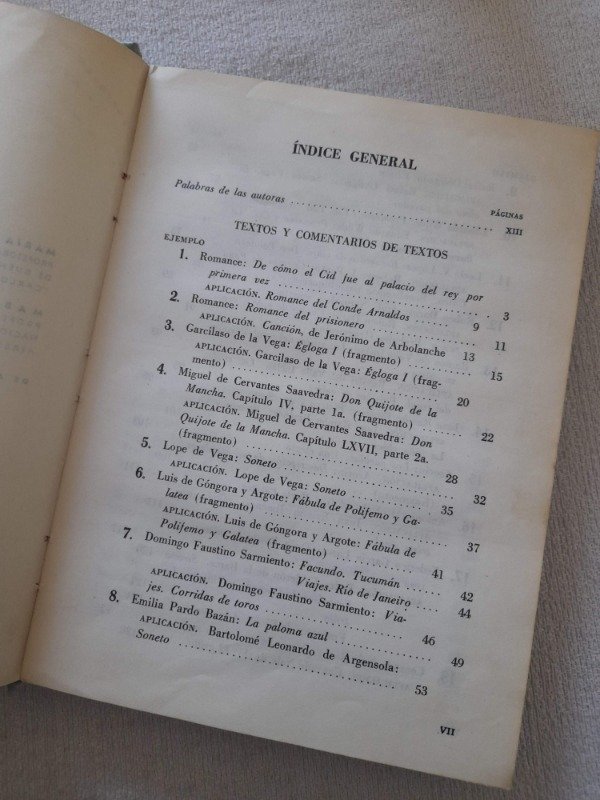 MARIA
ÍNDICE GENERAL
PÁGINAS
Palabras de las autoras ........................ XIII
TEXTOS Y COMENTARIOS DE TEXTOS
EJEMPLO
1. Romance: De cómo el Cid fue al palacio del rey por
primera vez ........................ 3
APLICACIÓN. Romance del Conde Arnaldos ...... 9
2. Romance: Romance del prisionero ................ 11
APLICACIÓN. Canción, de Jerónimo de Arbolanche 13
3. Garcilaso de la Vega: Égloga I (fragmento) ........ 15
APLICACIÓN. Garcilaso de la Vega: Égloga I (frag-
mento) ........................ 20
4. Miguel de Cervantes Saavedra: Don Quijote de la
Mancha. Capítulo IV, parte 1a. (fragmento) ...... 22
APLICACIÓN. Miguel de Cervantes Saavedra: Don
Quijote de la Mancha. Capítulo LXVII, parte 2a.
(fragmento) ........................ 28
5. Lope de Vega: Soneto ........................ 32
APLICACIÓN. Lope de Vega: Soneto ............ 35
6. Luis de Góngora y Argote: Fábula de Polifemo y Ga-
latea (fragmento) ........................ 37
APLICACIÓN. Luis de Góngora y Argote: Fábula de
Polifemo y Galatea (fragmento) ................ 41
7. Domingo Faustino Sarmiento: Facundo. Tucumán ...... 42
Viajes. Río de Janeiro ... 44
APLICACIÓN. Domingo Faustino Sarmiento: Via-
jes. Corridas de toros ........................ 46
8. Emilia Pardo Bazán: La paloma azul ................ 49
APLICACIÓN. Bartolomé Leonardo de Argensola:
Soneto ........................ 53
VII